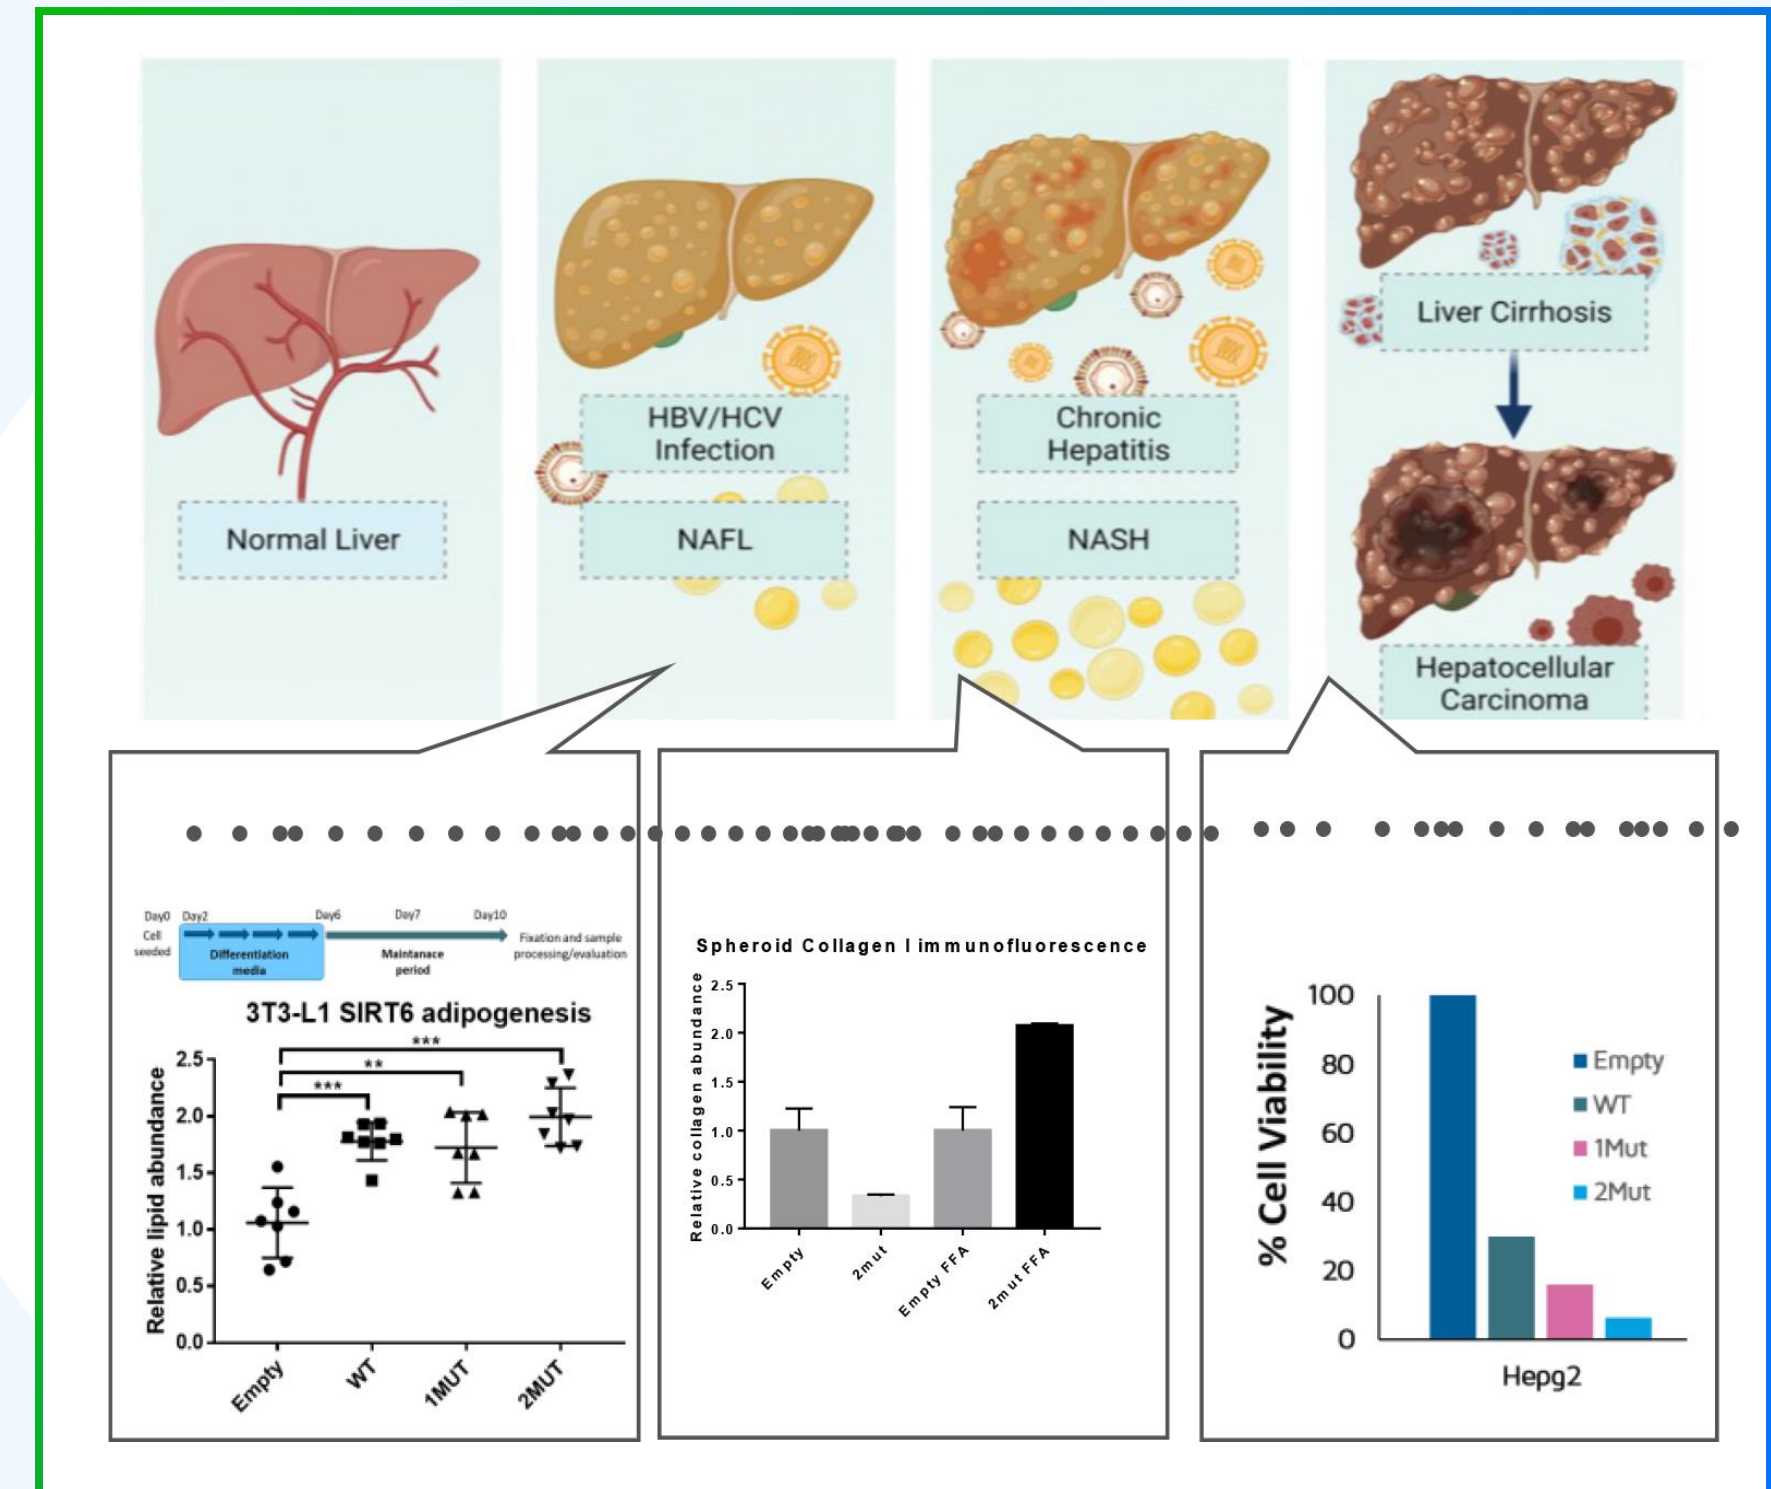 Normal Liver
HBV/HCV
Infection
NAFL
Chronic
Hepatitis
NASH
Liver Cirrhosis
Hepatocellular
Carcinoma
Day0 Day2 Day6 Day7 Day10
Cell
seeded
Differentiation
media
Maintanace
period
Fixation and sample
processing/evaluation
3T3-L1 SIRT6 adipogenesis
Relative lipid abundance
2.5
2.0
1.5
1.0
0.5
0.0
***
**
***
Empty
WT
1MUT
2MUT
Spheroid Collagen I immunofluorescence
Relative collagen abundance
2.5
2.0
1.5
1.0
0.5
0.0
Empty
2mut
Empty FFA
2mut FFA
% Cell Viability
100
80
60
40
20
0
Empty
WT
1Mut
2Mut
Hepg2